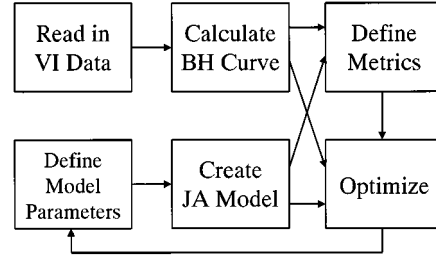 Read in
VI Data
Calculate
BH Curve
Define
Metrics
Define
Model
Parameters
Create
JA Model
Optimize